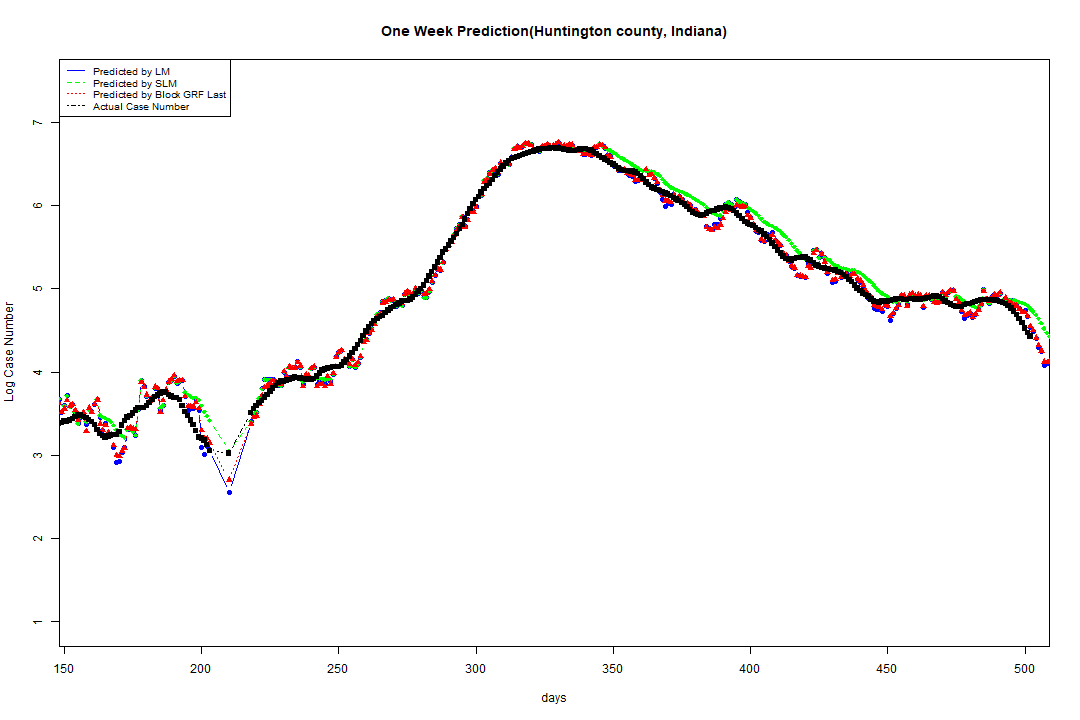 One Week Prediction(Huntington county, Indiana)
Predicted by LM
Predicted by SLM
Predicted by Block GRF Last
Actual Case Number
7
6
5
4
3
2
1
Log Case Number
150 200 250 300 350 400 450 500
days